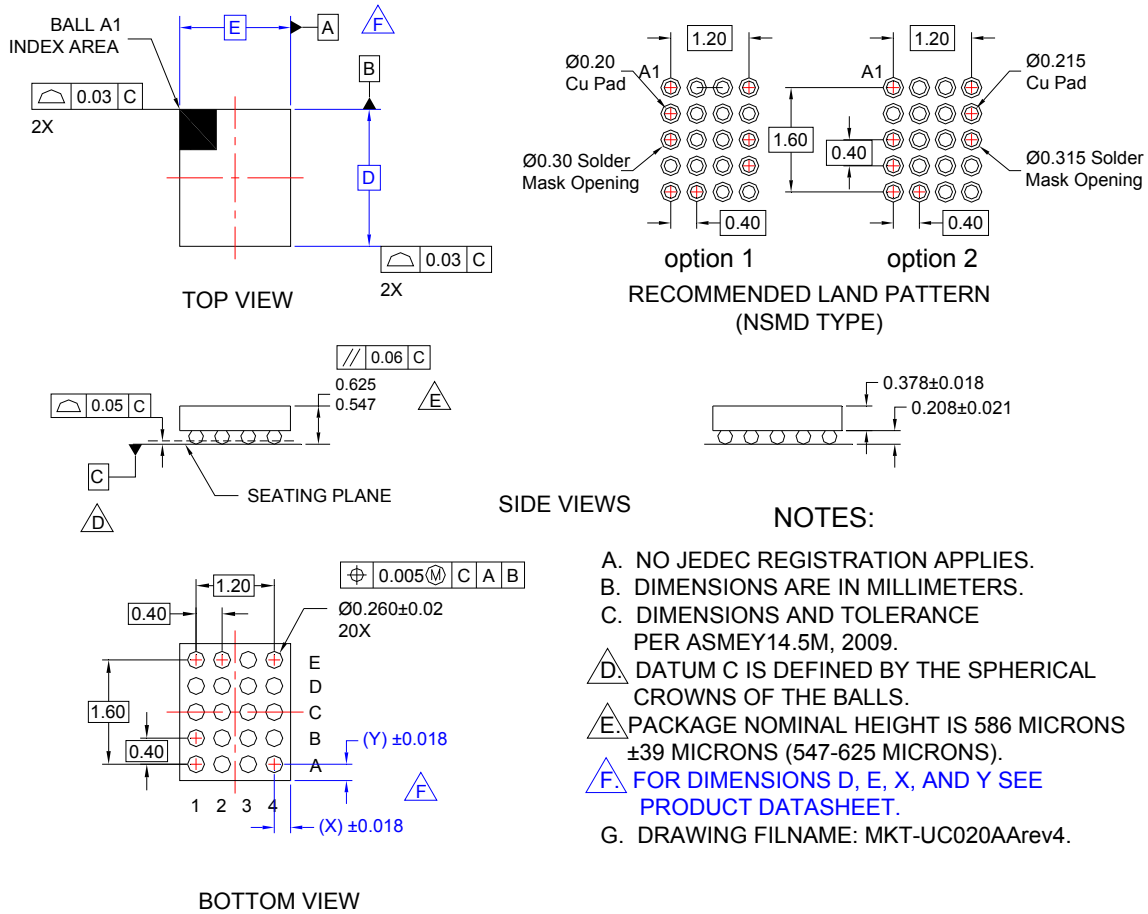 BALL A1
INDEX AREA
E
A
F
B
0.03 C
2X
D
0.03 C
2X
TOP VIEW
1.20
Ø0.20
Cu Pad
A1
Ø0.30 Solder
Mask Opening
0.40
option 1
1.20
A1
Ø0.215
Cu Pad
1.60
0.40
Ø0.315 Solder
Mask Opening
0.40
option 2
RECOMMENDED LAND PATTERN
(NSMD TYPE)
// 0.06 C
0.625
0.547
E
0.05 C
C
D
SEATING PLANE
0.378±0.018
0.208±0.021
SIDE VIEWS
⌖ 0.005Ⓜ C A B
1.20
0.40
Ø0.260±0.02
20X
E
D
C
B
A
1.60
0.40
(Y) ±0.018
F
1 2 3 4
(X) ±0.018
BOTTOM VIEW
NOTES:
A. NO JEDEC REGISTRATION APPLIES.
B. DIMENSIONS ARE IN MILLIMETERS.
C. DIMENSIONS AND TOLERANCE
PER ASMEY14.5M, 2009.
D. DATUM C IS DEFINED BY THE SPHERICAL
CROWNS OF THE BALLS.
E. PACKAGE NOMINAL HEIGHT IS 586 MICRONS
±39 MICRONS (547-625 MICRONS).
F. FOR DIMENSIONS D, E, X, AND Y SEE
PRODUCT DATASHEET.
G. DRAWING FILNAME: MKT-UC020AArev4.